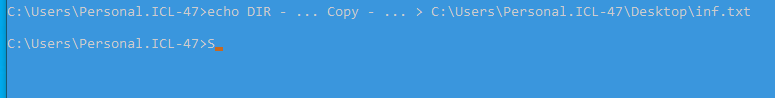 C:\Users\Personal.ICL-47>echo DIR - ... Copy - ... > C:\Users\Personal.ICL-47\Desktop\inf.txt
C:\Users\Personal.ICL-47>S